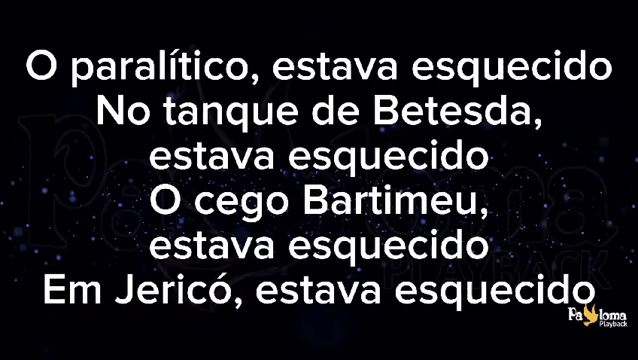 O paralítico, estava esquecido
No tanque de Betesda,
estava esquecido
O cego Bartimeu,
estava esquecido
Em Jericó, estava esquecido
Paloma
Playback